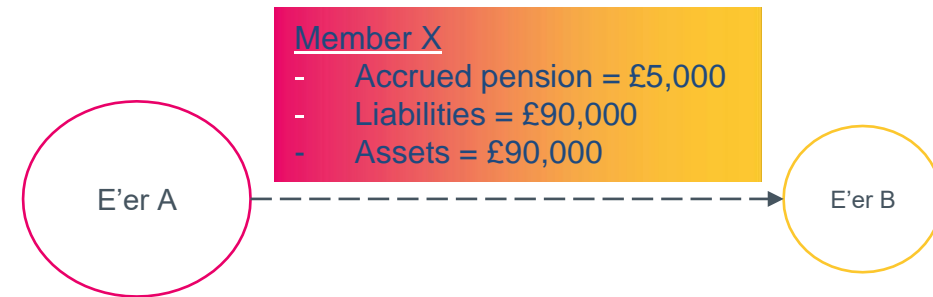 Member X
- Accrued pension = £5,000
- Liabilities = £90,000
- Assets = £90,000
E’er A
E’er B